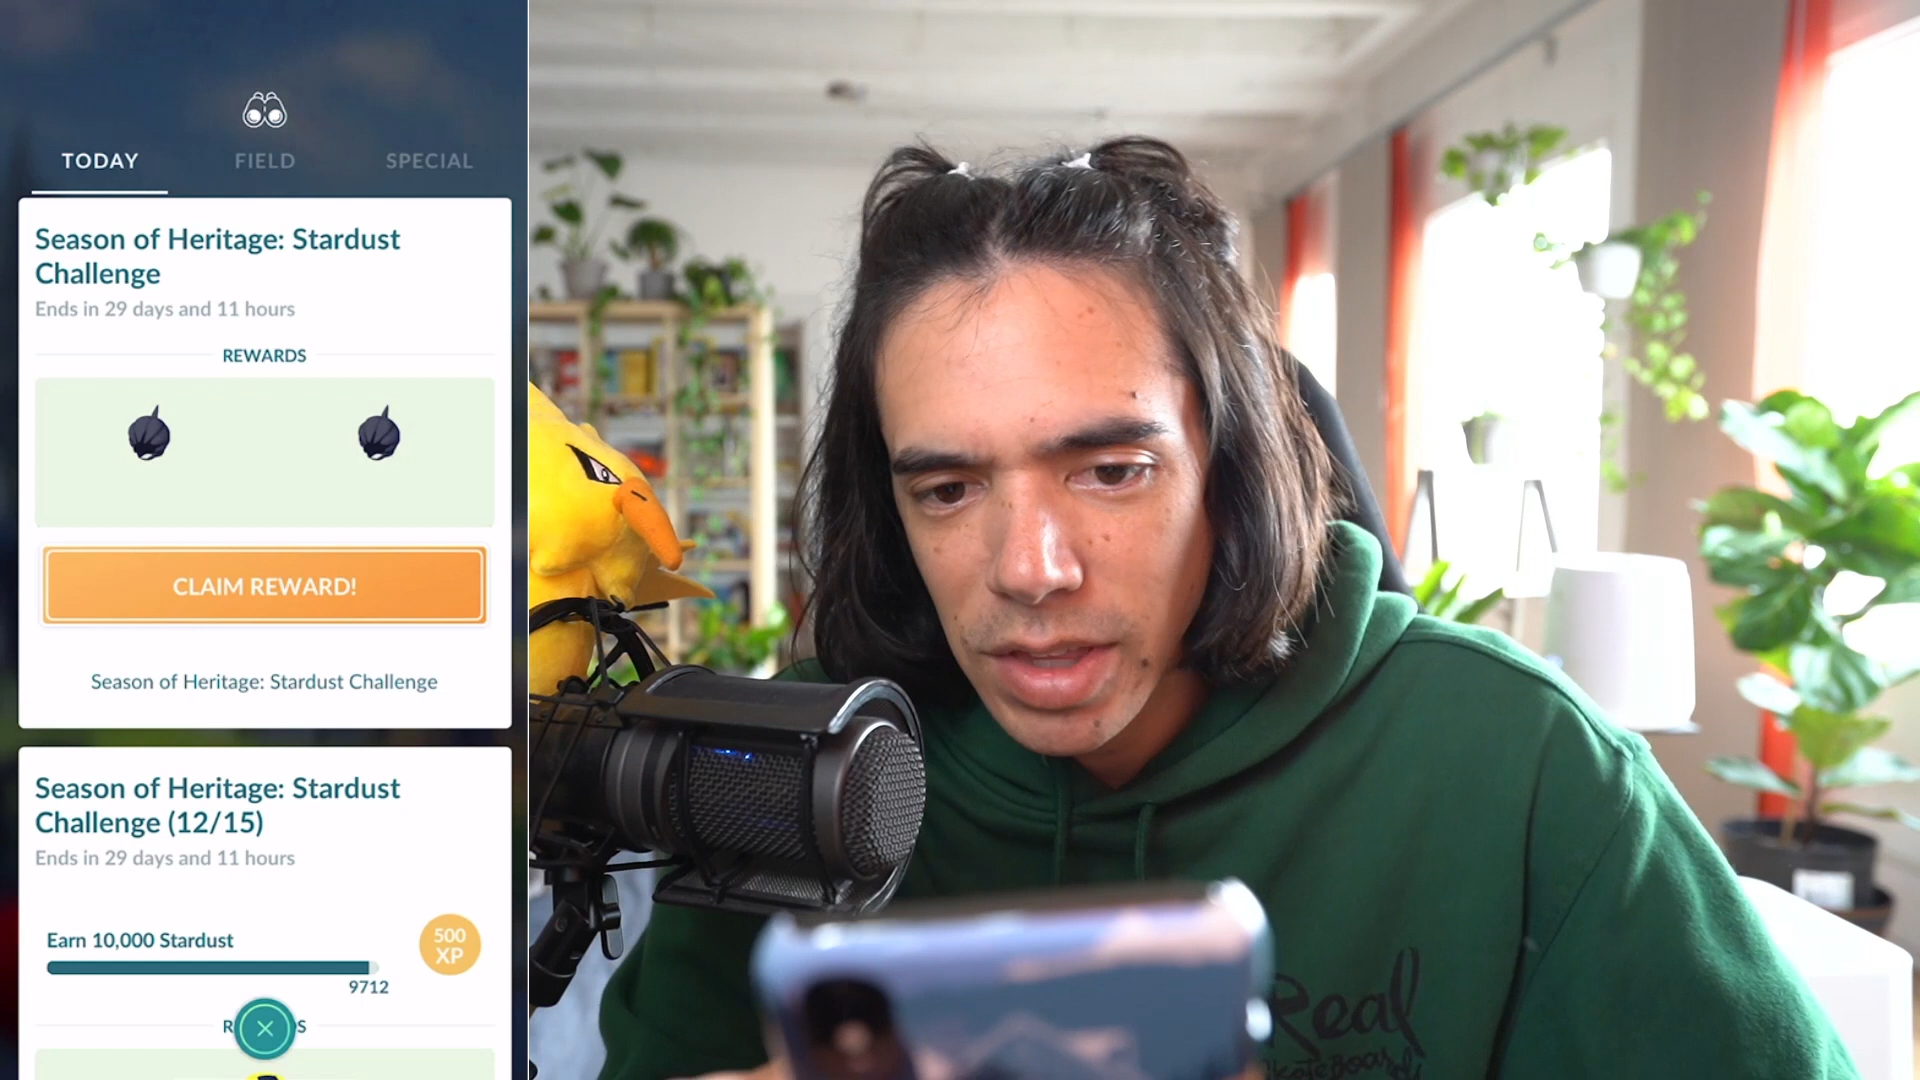 TODAY FIELD SPECIAL
Season of Heritage: Stardust
Challenge
Ends in 29 days and 11 hours
REWARDS
CLAIM REWARD!
Season of Heritage: Stardust Challenge
Season of Heritage: Stardust
Challenge (12/15)
Ends in 29 days and 11 hours
Earn 10,000 Stardust
500
XP
9712
Real